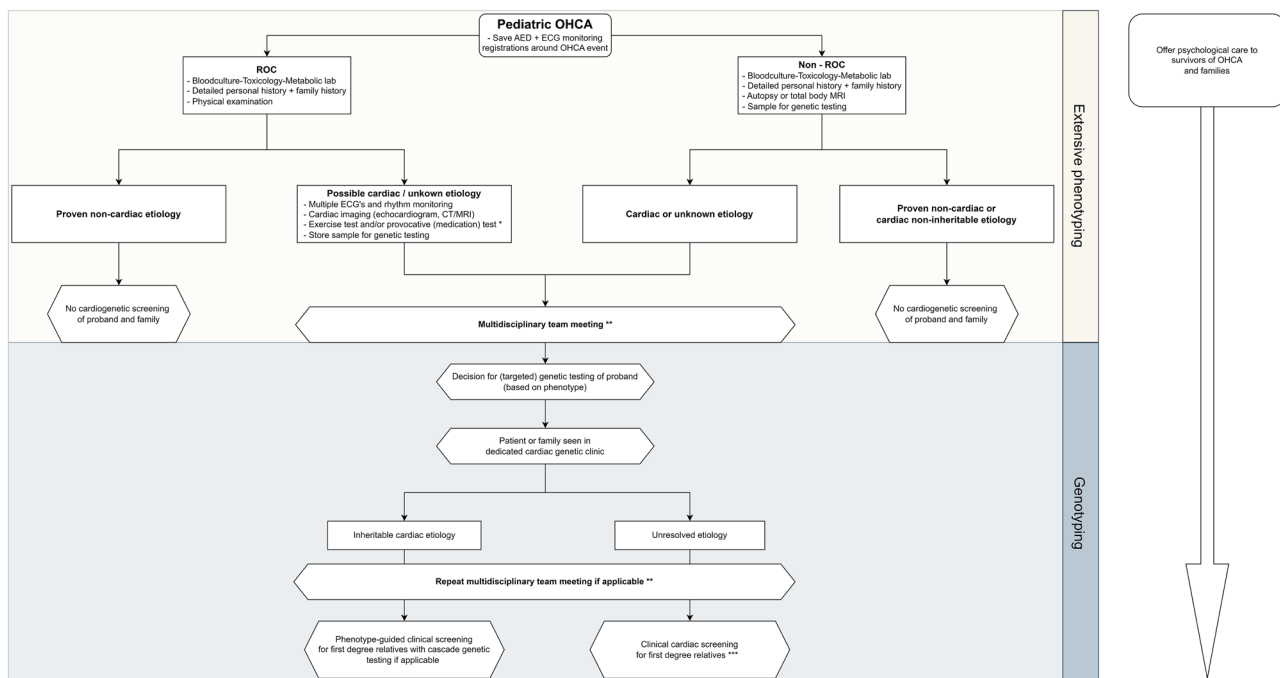 Pediatric OHCA
- Save AED + ECG monitoring
registrations around OHCA event
Offer psychological care to
survivors of OHCA
and families
ROC
- Bloodculture-Toxicology-Metabolic lab
- Detailed personal history + family history
- Physical examination
Non - ROC
- Bloodculture-Toxicology-Metabolic lab
- Detailed personal history + family history
- Autopsy or total body MRI
- Sample for genetic testing
Extensive phenotyping
Proven non-cardiac etiology
Possible cardiac / unkown etiology
- Multiple ECG's and rhythm monitoring
- Cardiac imaging (echocardiogram, CT/MRI)
- Exercise test and/or provocative (medication) test *
- Store sample for genetic testing
Cardiac or unknown etiology
Proven non-cardiac or
cardiac non-inheritable etiology
No cardiogenetic screening
of proband and family
Multidisciplinary team meeting **
No cardiogenetic screening
of proband and family
Decision for (targeted) genetic testing of proband
(based on phenotype)
Patient or family seen in
dedicated cardiac genetic clinic
Genotyping
Inheritable cardiac etiology
Unresolved etiology
Repeat multidisciplinary team meeting if applicable **
Phenotype-guided clinical screening
for first degree relatives with cascade genetic
testing if applicable
Clinical cardiac screening
for first degree relatives ***